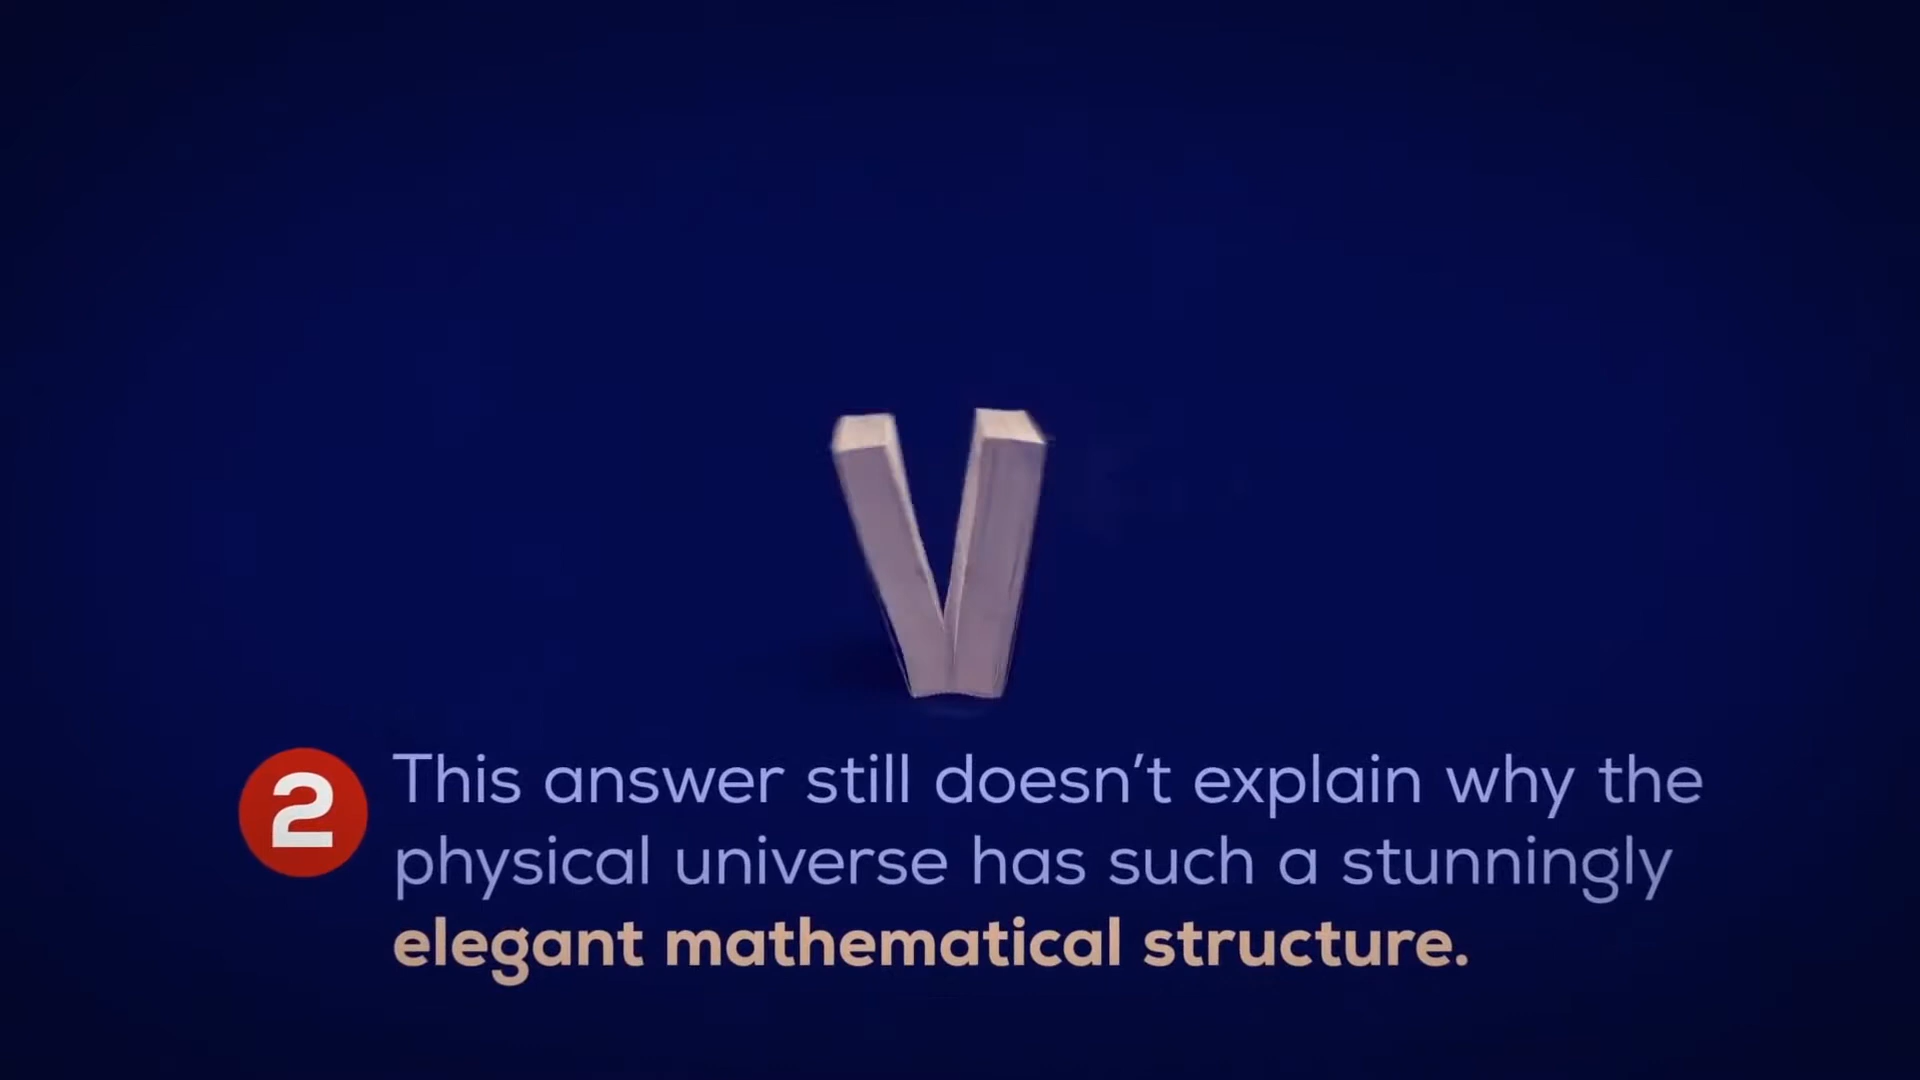 2
This answer still doesn’t explain why the
physical universe has such a stunningly
elegant mathematical structure.